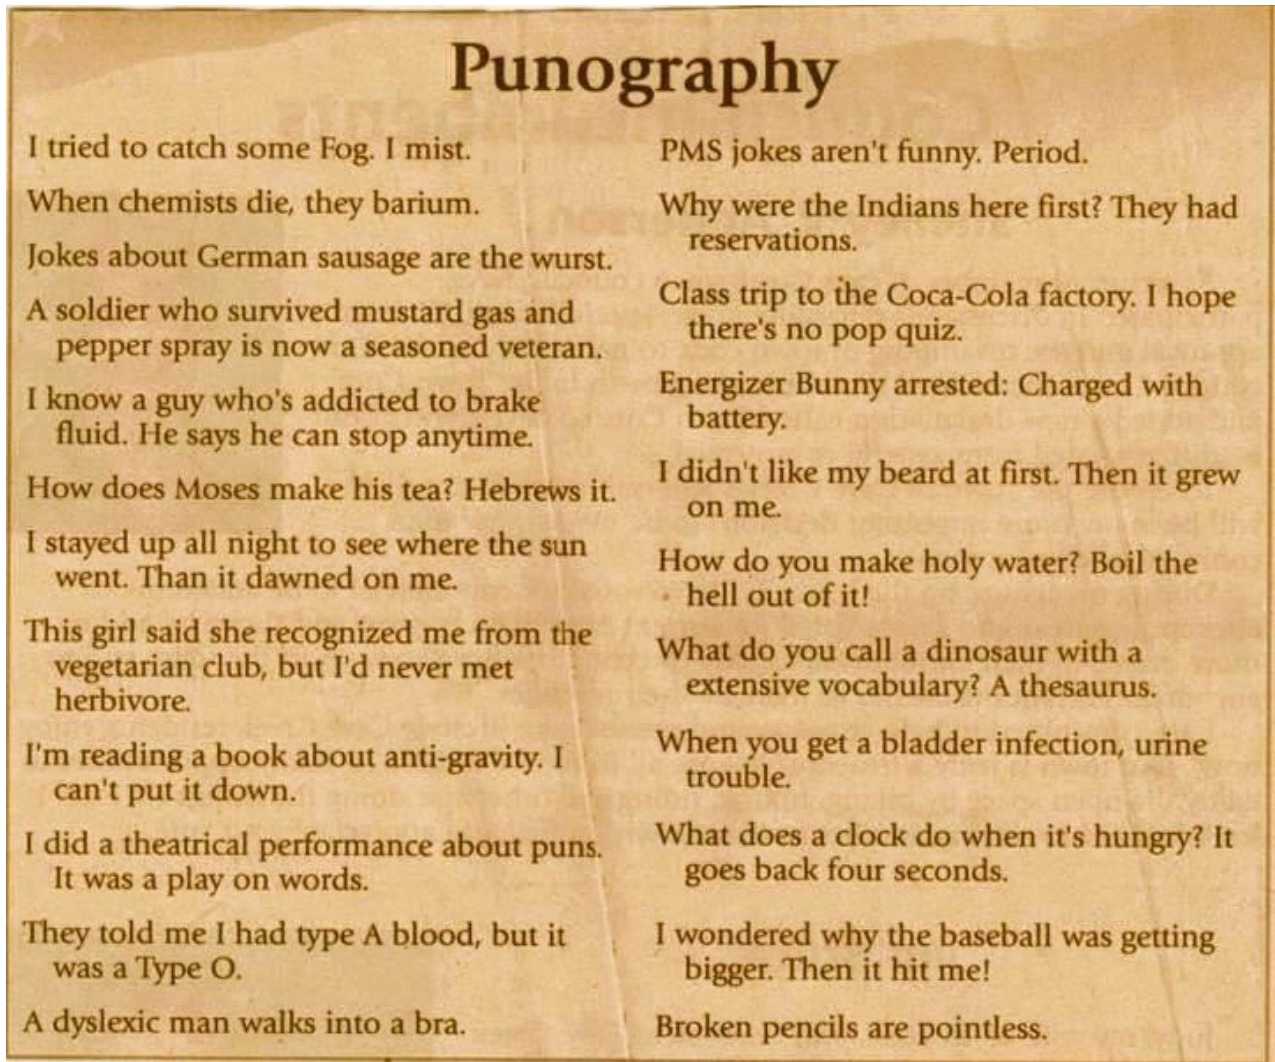 Punography
I tried to catch some Fog. I mist.
When chemists die, they barium.
Jokes about German sausage are the wurst.
A soldier who survived mustard gas and
pepper spray is now a seasoned veteran.
I know a guy who's addicted to brake
fluid. He says he can stop anytime.
How does Moses make his tea? Hebrews it.
I stayed up all night to see where the sun
went. Than it dawned on me.
This girl said she recognized me from the
vegetarian club, but I'd never met
herbivore.
I'm reading a book about anti-gravity. I
can't put it down.
I did a theatrical performance about puns.
It was a play on words.
They told me I had type A blood, but it
was a Type O.
A dyslexic man walks into a bra.
PMS jokes aren't funny. Period.
Why were the Indians here first? They had
reservations.
Class trip to the Coca-Cola factory. I hope
there's no pop quiz.
Energizer Bunny arrested: Charged with
battery.
I didn't like my beard at first. Then it grew
on me.
How do you make holy water? Boil the
hell out of it!
What do you call a dinosaur with a
extensive vocabulary? A thesaurus.
When you get a bladder infection, urine
trouble.
What does a clock do when it's hungry? It
goes back four seconds.
I wondered why the baseball was getting
bigger. Then it hit me!
Broken pencils are pointless.